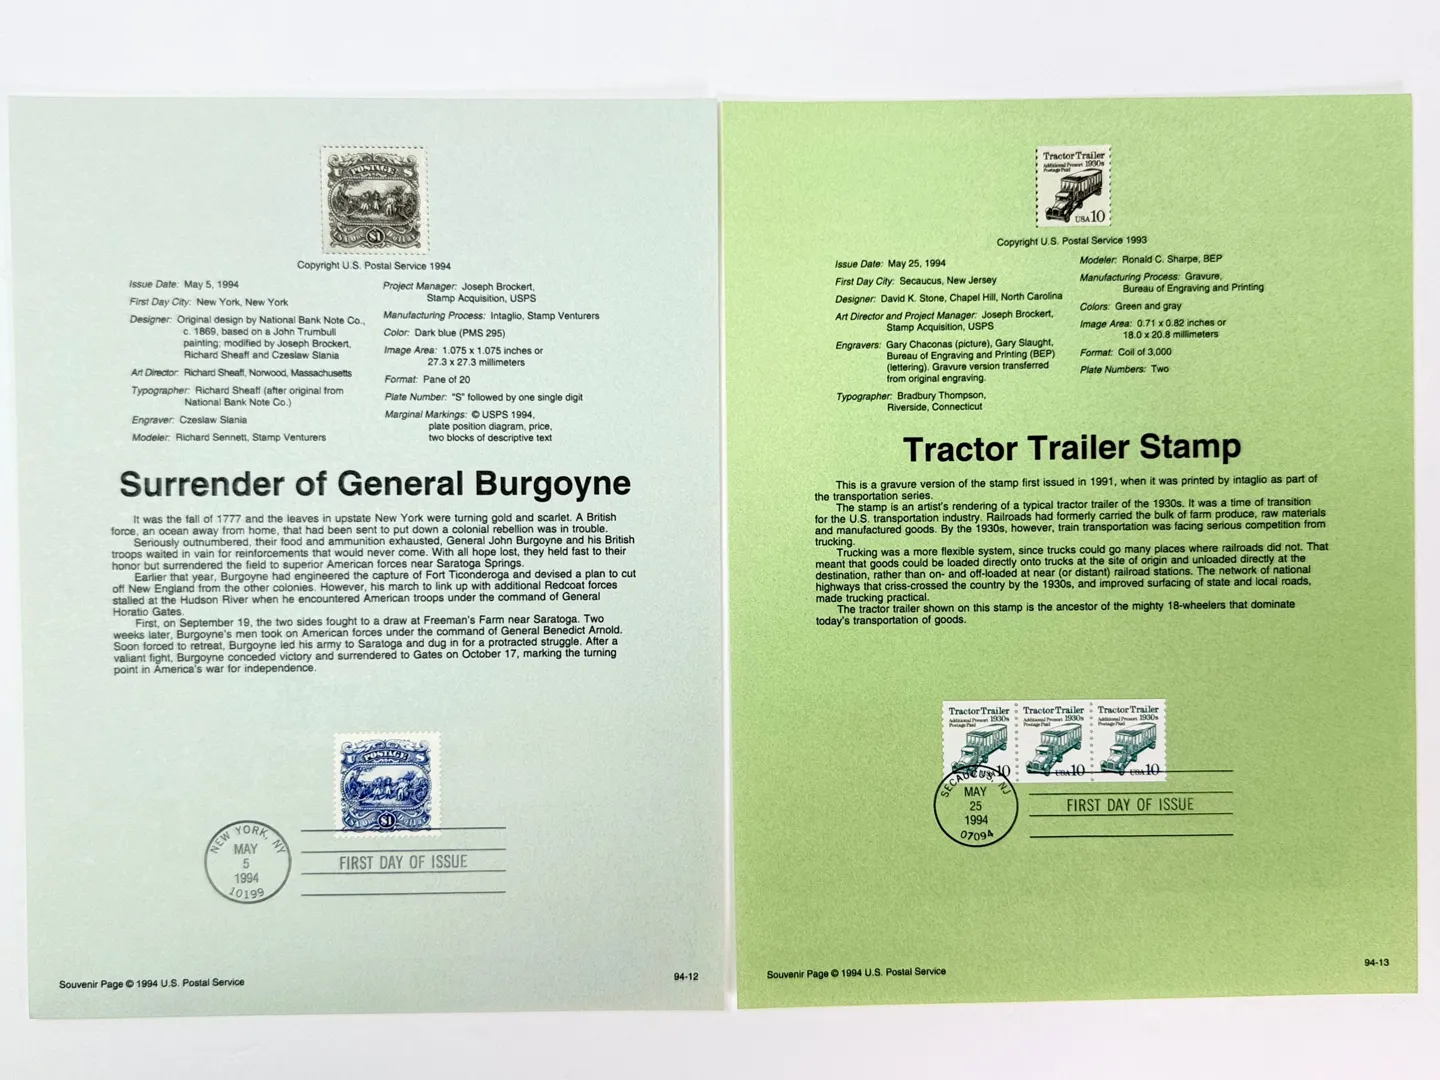 U POSTAGE S
U.S.A. ONE $1 DOLLAR
Copyright U.S. Postal Service 1994
Issue Date: May 5, 1994
First Day City: New York, New York
Designer: Original design by National Bank Note Co.,
c. 1869, based on a John Trumbull
painting; modified by Joseph Brockert,
Richard Sheaff and Czeslaw Slania
Art Director: Richard Sheaff, Norwood, Massachusetts
Typographer: Richard Sheaff (after original from
National Bank Note Co.)
Engraver: Czeslaw Slania
Modeler: Richard Sennett, Stamp Venturers
Project Manager: Joseph Brockert,
Stamp Acquisition, USPS
Manufacturing Process: Intaglio, Stamp Venturers
Color: Dark blue (PMS 295)
Image Area: 1.075 x 1.075 inches or
27.3 x 27.3 millimeters
Format: Pane of 20
Plate Number: "S" followed by one single digit
Marginal Markings: © USPS 1994,
plate position diagram, price,
two blocks of descriptive text
Surrender of General Burgoyne
It was the fall of 1777 and the leaves in upstate New York were turning gold and scarlet. A British
force, an ocean away from home, that had been sent to put down a colonial rebellion was in trouble.
Seriously outnumbered, their food and ammunition exhausted, General John Burgoyne and his British
troops waited in vain for reinforcements that would never come. With all hope lost, they held fast to their
honor but surrendered the field to superior American forces near Saratoga Springs.
Earlier that year, Burgoyne had engineered the capture of Fort Ticonderoga and devised a plan to cut
off New England from the other colonies. However, his march to link up with additional Redcoat forces
stalled at the Hudson River when he encountered American troops under the command of General
Horatio Gates.
First, on September 19, the two sides fought to a draw at Freeman's Farm near Saratoga. Two
weeks later, Burgoyne's men took on American forces under the command of General Benedict Arnold.
Soon forced to retreat, Burgoyne led his army to Saratoga and dug in for a protracted struggle. After a
valiant fight, Burgoyne conceded victory and surrendered to Gates on October 17, marking the turning
point in America's war for independence.
U POSTAGE S
U.S.A. ONE $1 DOLLAR
NEW YORK, NY
MAY
5
1994
10199
FIRST DAY OF ISSUE
Souvenir Page © 1994 U.S. Postal Service
94-12
Tractor Trailer
Additional Presort 1930s
Postage Paid
USA 10
Copyright U.S. Postal Service 1993
Issue Date: May 25, 1994
First Day City: Secaucus, New Jersey
Designer: David K. Stone, Chapel Hill, North Carolina
Art Director and Project Manager: Joseph Brockert,
Stamp Acquisition, USPS
Engravers: Gary Chaconas (picture), Gary Slaught,
Bureau of Engraving and Printing (BEP)
(lettering). Gravure version transferred
from original engraving.
Typographer: Bradbury Thompson,
Riverside, Connecticut
Modeler: Ronald C. Sharpe, BEP
Manufacturing Process: Gravure,
Bureau of Engraving and Printing
Colors: Green and gray
Image Area: 0.71 x 0.82 inches or
18.0 x 20.8 millimeters
Format: Coil of 3,000
Plate Numbers: Two
Tractor Trailer Stamp
This is a gravure version of the stamp first issued in 1991, when it was printed by intaglio as part of
the transportation series.
The stamp is an artist's rendering of a typical tractor trailer of the 1930s. It was a time of transition
for the U.S. transportation industry. Railroads had formerly carried the bulk of farm produce, raw materials
and manufactured goods. By the 1930s, however, train transportation was facing serious competition from
trucking.
Trucking was a more flexible system, since trucks could go many places where railroads did not. That
meant that goods could be loaded directly onto trucks at the site of origin and unloaded directly at the
destination, rather than on- and off-loaded at near (or distant) railroad stations. The network of national
highways that criss-crossed the country by the 1930s, and improved surfacing of state and local roads,
made trucking practical.
The tractor trailer shown on this stamp is the ancestor of the mighty 18-wheelers that dominate
today's transportation of goods.
Tractor Trailer
Additional Presort 1930s
Postage Paid
USA 10
Tractor Trailer
Additional Presort 1930s
Postage Paid
USA 10
Tractor Trailer
Additional Presort 1930s
Postage Paid
USA 10
SECAUCUS, NJ
MAY
25
1994
07094
FIRST DAY OF ISSUE
Souvenir Page © 1994 U.S. Postal Service
94-13